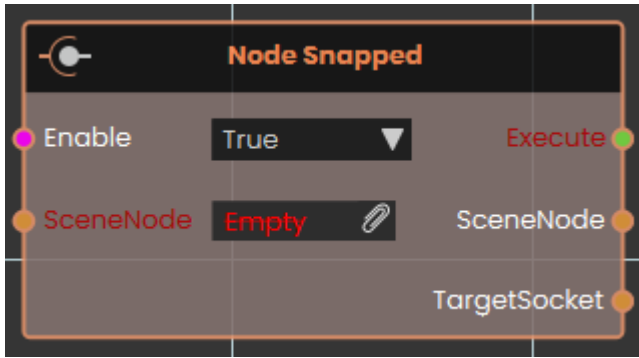 Node Snapped
Enable True Execute
SceneNode Empty SceneNode
TargetSocket